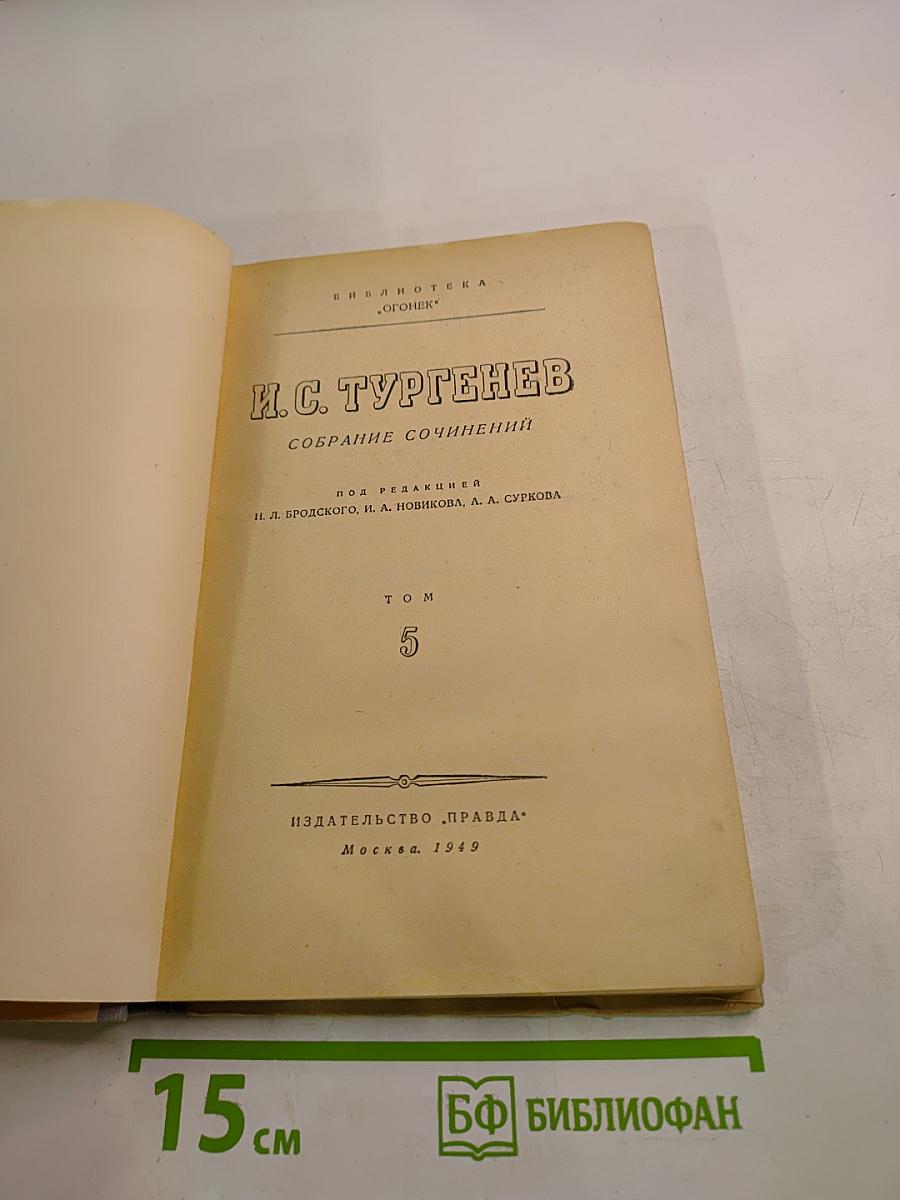 БИБЛИОТЕКА
„ОГОНЕК"
И. С. ТУРГЕНЕВ
СОБРАНИЕ СОЧИНЕНИЙ
ПОД РЕДАКЦИЕЙ
Н. Л. БРОДСКОГО, И. А. НОВИКОВА, А. А. СУРКОВА
ТОМ
5
ИЗДАТЕЛЬСТВО „ПРАВДА"
Москва. 1949
15 см
БФ БИБЛИОФАН